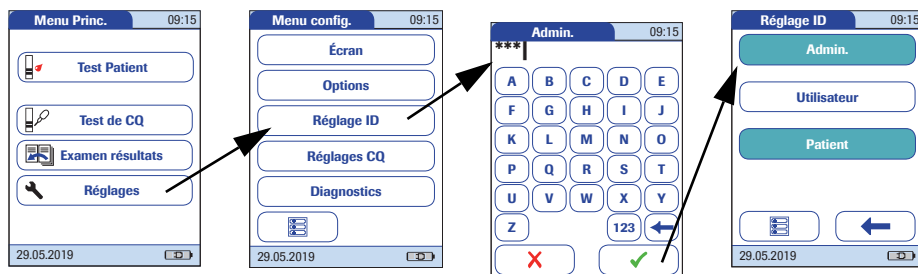 Menu Princ. 09:15
Test Patient
Test de CQ
Examen résultats
Réglages
29.05.2019
Menu config. 09:15
Écran
Options
Réglage ID
Réglages CQ
Diagnostics
29.05.2019
Admin. 09:15
***
A B C D E
F G H I J
K L M N O
P Q R S T
U V W X Y
Z 123
Réglage ID 09:15
Admin.
Utilisateur
Patient
29.05.2019